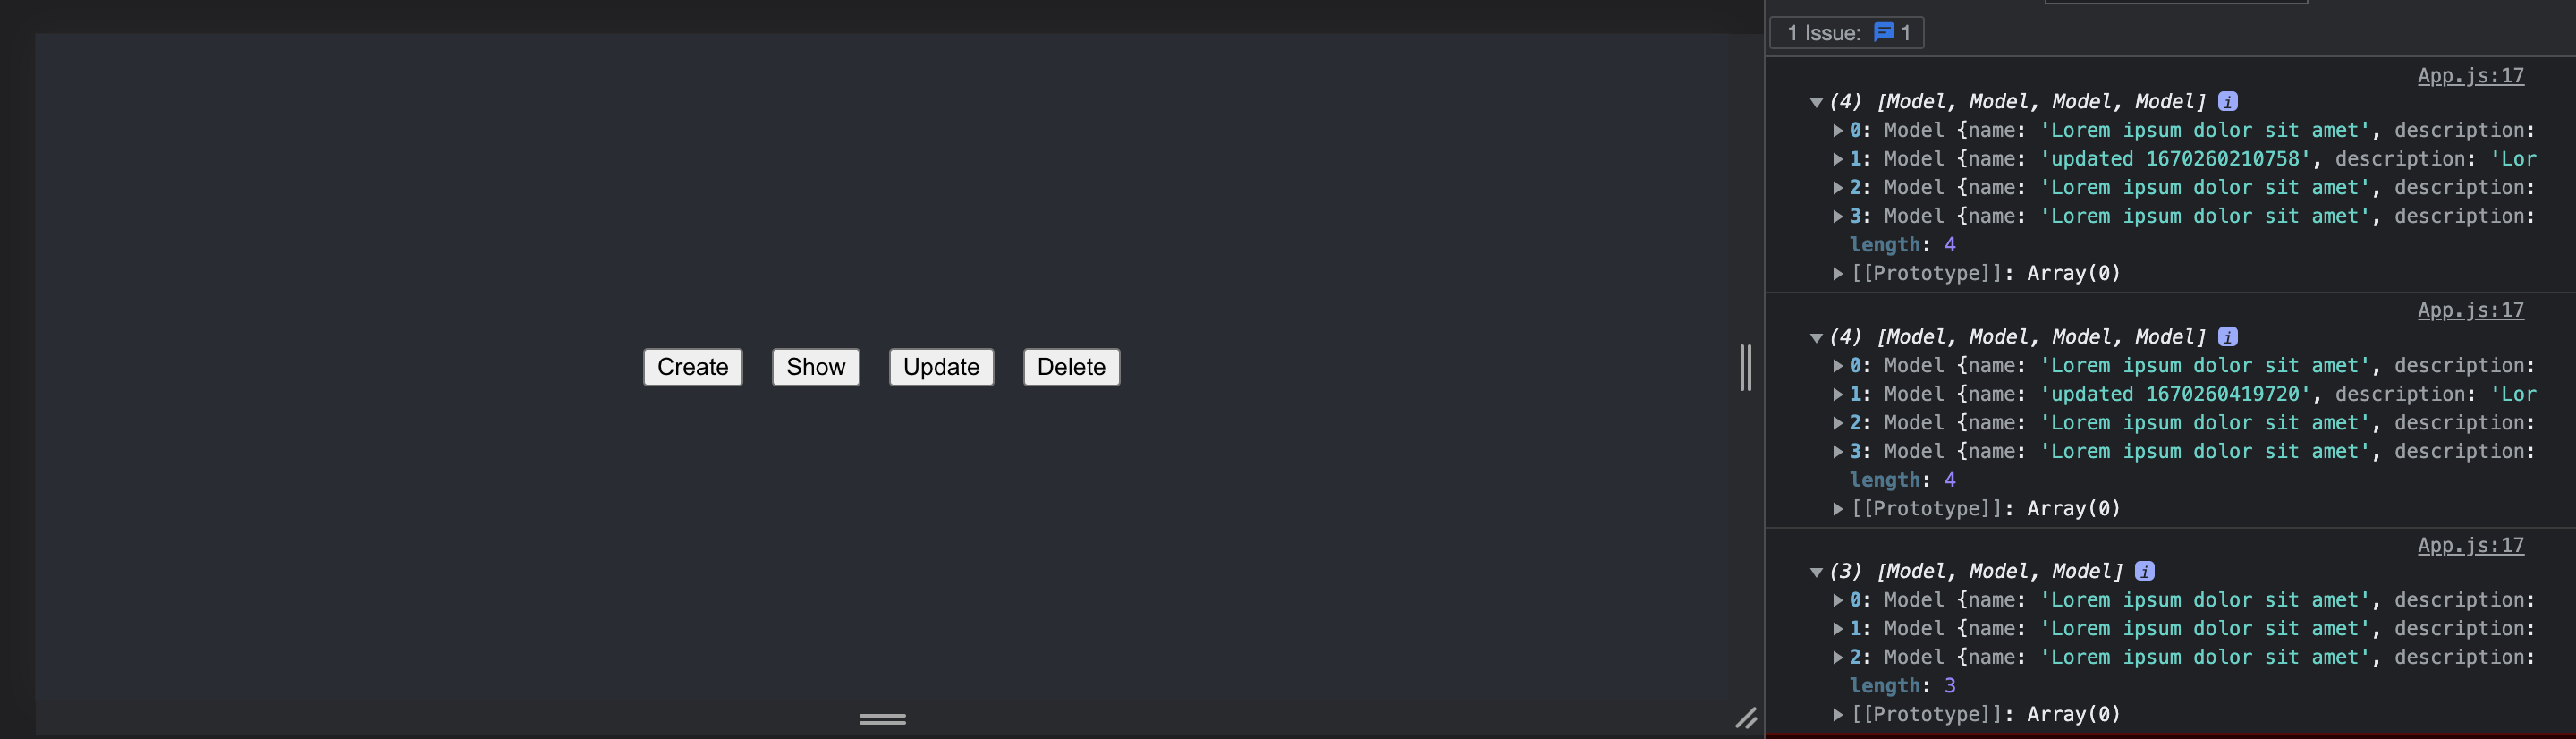 Create Show Update Delete
1 Issue: 1
App.js:17
(4) [Model, Model, Model, Model] i
0: Model {name: 'Lorem ipsum dolor sit amet', description:
1: Model {name: 'updated 1670260210758', description: 'Lor
2: Model {name: 'Lorem ipsum dolor sit amet', description:
3: Model {name: 'Lorem ipsum dolor sit amet', description:
length: 4
[[Prototype]]: Array(0)
App.js:17
(4) [Model, Model, Model, Model] i
0: Model {name: 'Lorem ipsum dolor sit amet', description:
1: Model {name: 'updated 1670260419720', description: 'Lor
2: Model {name: 'Lorem ipsum dolor sit amet', description:
3: Model {name: 'Lorem ipsum dolor sit amet', description:
length: 4
[[Prototype]]: Array(0)
App.js:17
(3) [Model, Model, Model] i
0: Model {name: 'Lorem ipsum dolor sit amet', description:
1: Model {name: 'Lorem ipsum dolor sit amet', description:
2: Model {name: 'Lorem ipsum dolor sit amet', description:
length: 3
[[Prototype]]: Array(0)